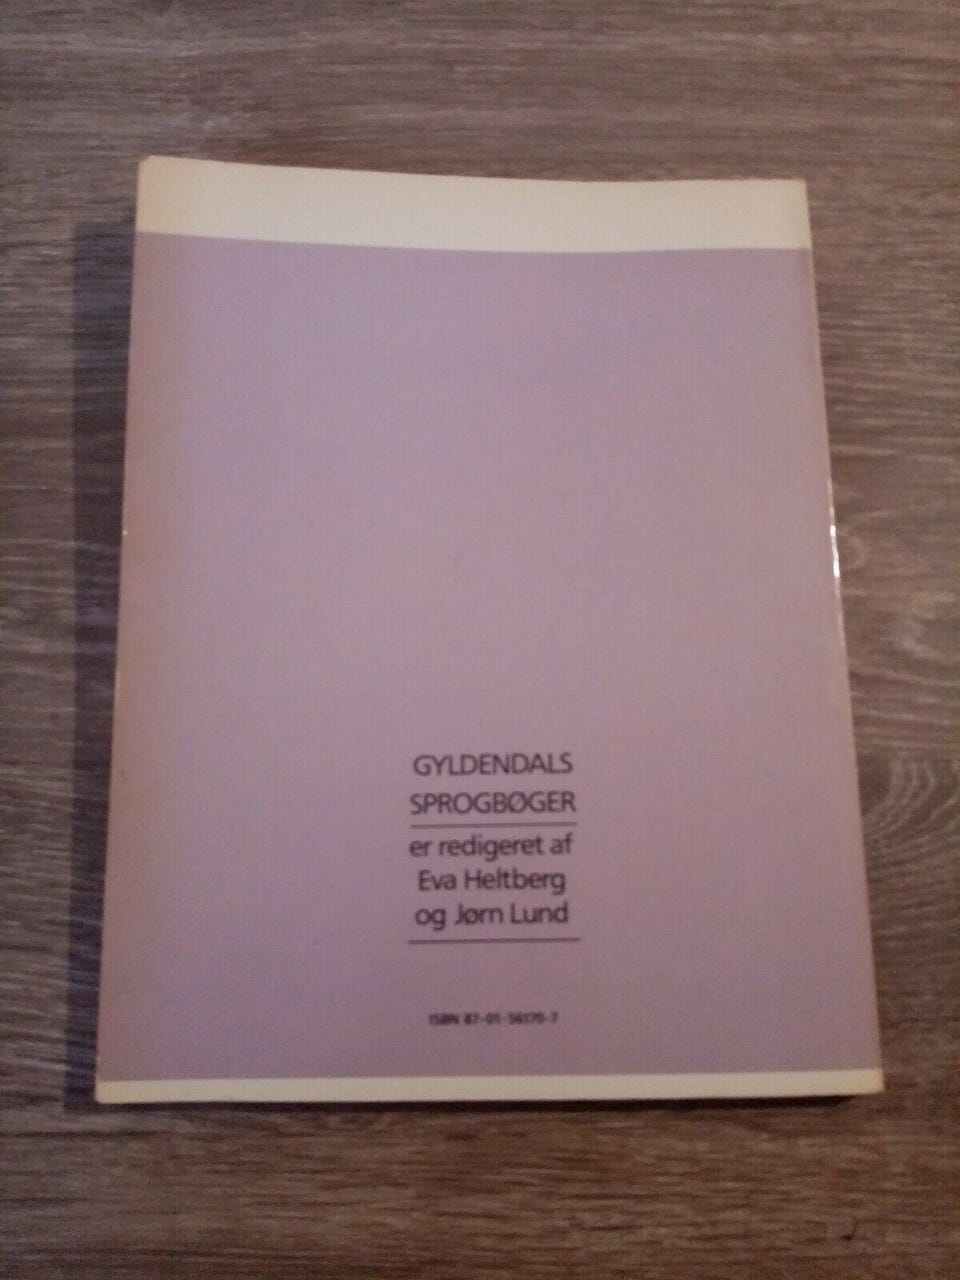 GYLDENDALS
SPROGBØGER
er redigeret af
Eva Heltberg
og Jørn Lund
ISBN 87-01-56170-7